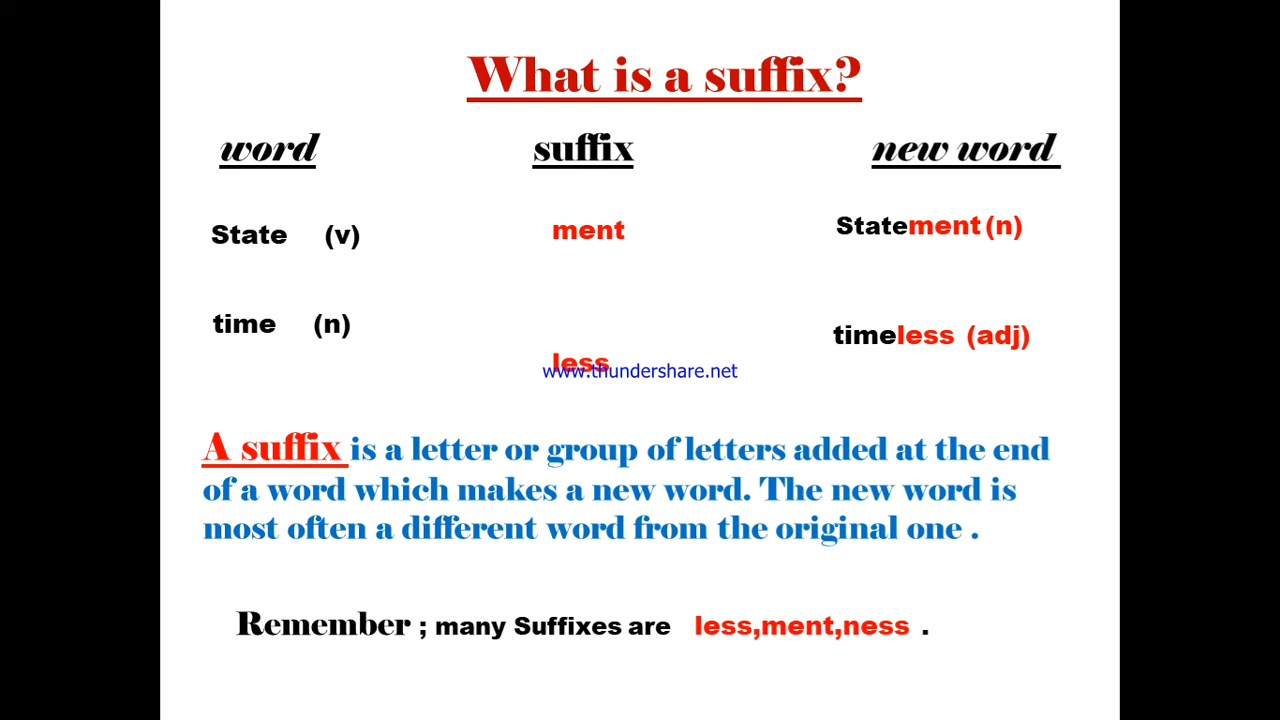 What is a suffix?
word suffix new word
State (v) ment Statement (n)
time (n) less timeless (adj)
www.thundershare.net
A suffix is a letter or group of letters added at the end
of a word which makes a new word. The new word is
most often a different word from the original one .
Remember ; many Suffixes are less,ment,ness .